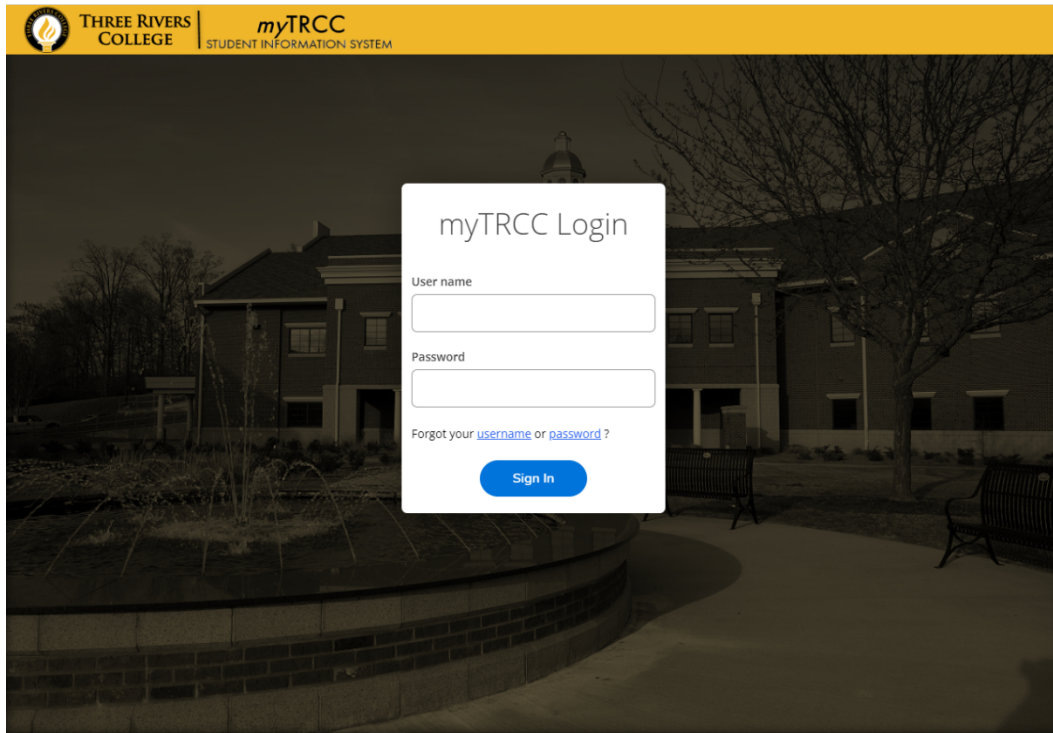 THREE RIVERS
COLLEGE
myTRCC
STUDENT INFORMATION SYSTEM
myTRCC Login
User name
Password
Forgot your username or password ?
Sign In